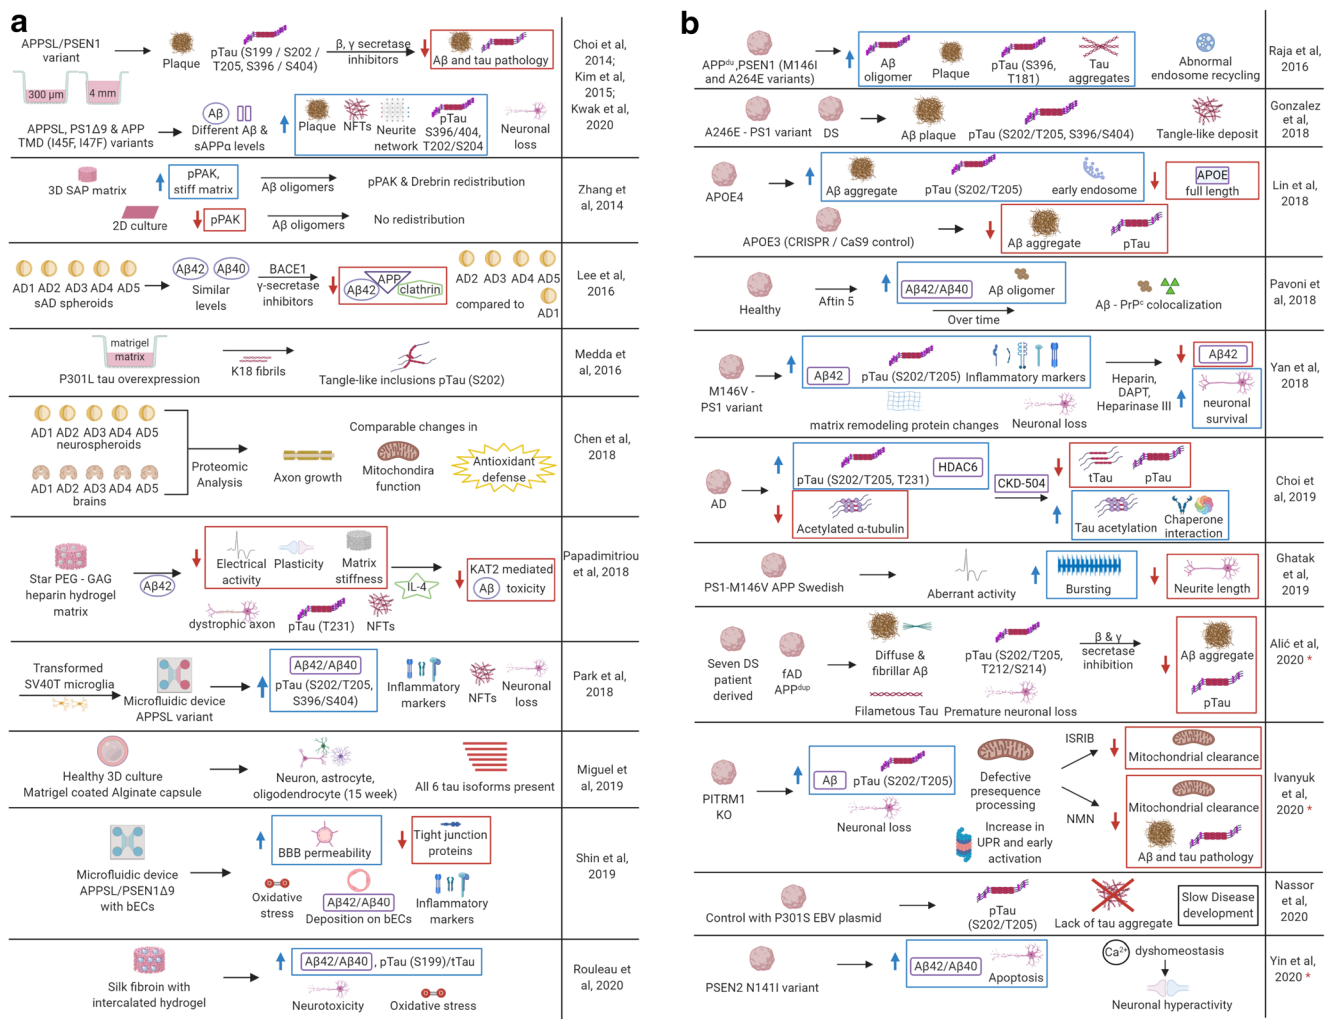 a
APPSL/PSEN1
variant
300 µm
4 mm
Plaque
pTau (S199 / S202 /
T205, S396 / S404)
β, γ secretase
inhibitors
Aβ and tau pathology
APPSL, PS1Δ9 & APP
TMD (I45F, I47F) variants
Aβ
Different Aβ &
sAPPα levels
Plaque
NFTs
Neurite
network
pTau
S396/404,
T202/S204
Neuronal
loss
Choi et al,
2014;
Kim et al,
2015;
Kwak et al,
2020
3D SAP matrix
pPAK,
stiff matrix
Aβ oligomers
pPAK & Drebrin redistribution
2D culture
pPAK
Aβ oligomers
No redistribution
Zhang et
al, 2014
AD1 AD2 AD3 AD4 AD5
sAD spheroids
Aβ42
Aβ40
Similar
levels
BACE1
γ-secretase
inhibitors
APP
Aβ42
clathrin
AD2 AD3 AD4 AD5
compared to
AD1
Lee et al,
2016
matrigel
matrix
P301L tau overexpression
K18 fibrils
Tangle-like inclusions pTau (S202)
Medda et
al, 2016
AD1 AD2 AD3 AD4 AD5
neurospheroids
AD1 AD2 AD3 AD4 AD5
brains
Proteomic
Analysis
Axon growth
Comparable changes in
Mitochondra
function
Antioxidant
defense
Chen et al,
2018
Star PEG - GAG
heparin hydrogel
matrix
Aβ42
Electrical
activity
Plasticity
Matrix
stiffness
dystrophic axon
pTau (T231)
NFTs
IL-4
KAT2 mediated
Aβ
toxicity
Papadimitriou
et al, 2018
Transformed
SV40T microglia
Microfluidic device
APPSL variant
Aβ42/Aβ40
pTau (S202/T205,
S396/S404)
Inflammatory
markers
NFTs
Neuronal
loss
Park et al,
2018
Healthy 3D culture
Matrigel coated Alginate capsule
Neuron, astrocyte,
oligodendrocyte (15 week)
All 6 tau isoforms present
Miguel et
al, 2019
Microfluidic device
APPSL/PSEN1Δ9
with bECs
BBB permeability
Tight junction
proteins
Oxidative
stress
Aβ42/Aβ40
Deposition on bECs
Inflammatory
markers
Shin et al,
2019
Silk fibroin with
intercalated hydrogel
Aβ42/Aβ40 , pTau (S199)/tTau
Neurotoxicity
Oxidative stress
Rouleau et
al, 2020
b
APPdu,PSEN1 (M146I
and A264E variants)
Aβ
oligomer
Plaque
pTau (S396,
T181)
Tau
aggregates
Abnormal
endosome recycling
Raja et al,
2016
A246E - PS1 variant
DS
Aβ plaque
pTau (S202/T205, S396/S404)
Tangle-like deposit
Gonzalez
et al,
2018
APOE4
Aβ aggregate
pTau (S202/T205)
early endosome
APOE
full length
APOE3 (CRISPR / CaS9 control)
Aβ aggregate
pTau
Lin et al,
2018
Healthy
Aftin 5
Aβ42/Aβ40
Aβ oligomer
Over time
Aβ - PrPc colocalization
Pavoni et
al, 2018
M146V -
PS1 variant
Aβ42
pTau (S202/T205)
Inflammatory markers
matrix remodeling protein changes
Neuronal loss
Heparin,
DAPT,
Heparinase III
Aβ42
neuronal
survival
Yan et al,
2018
AD
pTau (S202/T205, T231)
HDAC6
Acetylated α-tubulin
CKD-504
tTau
pTau
Tau acetylation
Chaperone
interaction
Choi et
al, 2019
PS1-M146V APP Swedish
Aberrant activity
Bursting
Neurite length
Ghatak
et al,
2019
Seven DS
patient
derived
fAD
APPdup
Diffuse &
fibrillar Aβ
Filametous Tau
pTau (S202/T205,
T212/S214)
Premature neuronal loss
β & γ
secretase
inhibition
Aβ aggregate
pTau
Alić et al,
2020 *
PITRM1
KO
Aβ
pTau (S202/T205)
Neuronal loss
Defective
presequence
processing
Increase in
UPR and early
activation
ISRIB
Mitochondrial clearance
NMN
Mitochondrial clearance
Aβ and tau pathology
Ivanyuk
et al,
2020 *
Control with P301S EBV plasmid
pTau
(S202/T205)
Lack of tau aggregate
Slow Disease
development
Nassor
et al,
2020
PSEN2 N141I variant
Aβ42/Aβ40
Apoptosis
Ca2+ dyshomeostasis
Neuronal hyperactivity
Yin et al,
2020 *